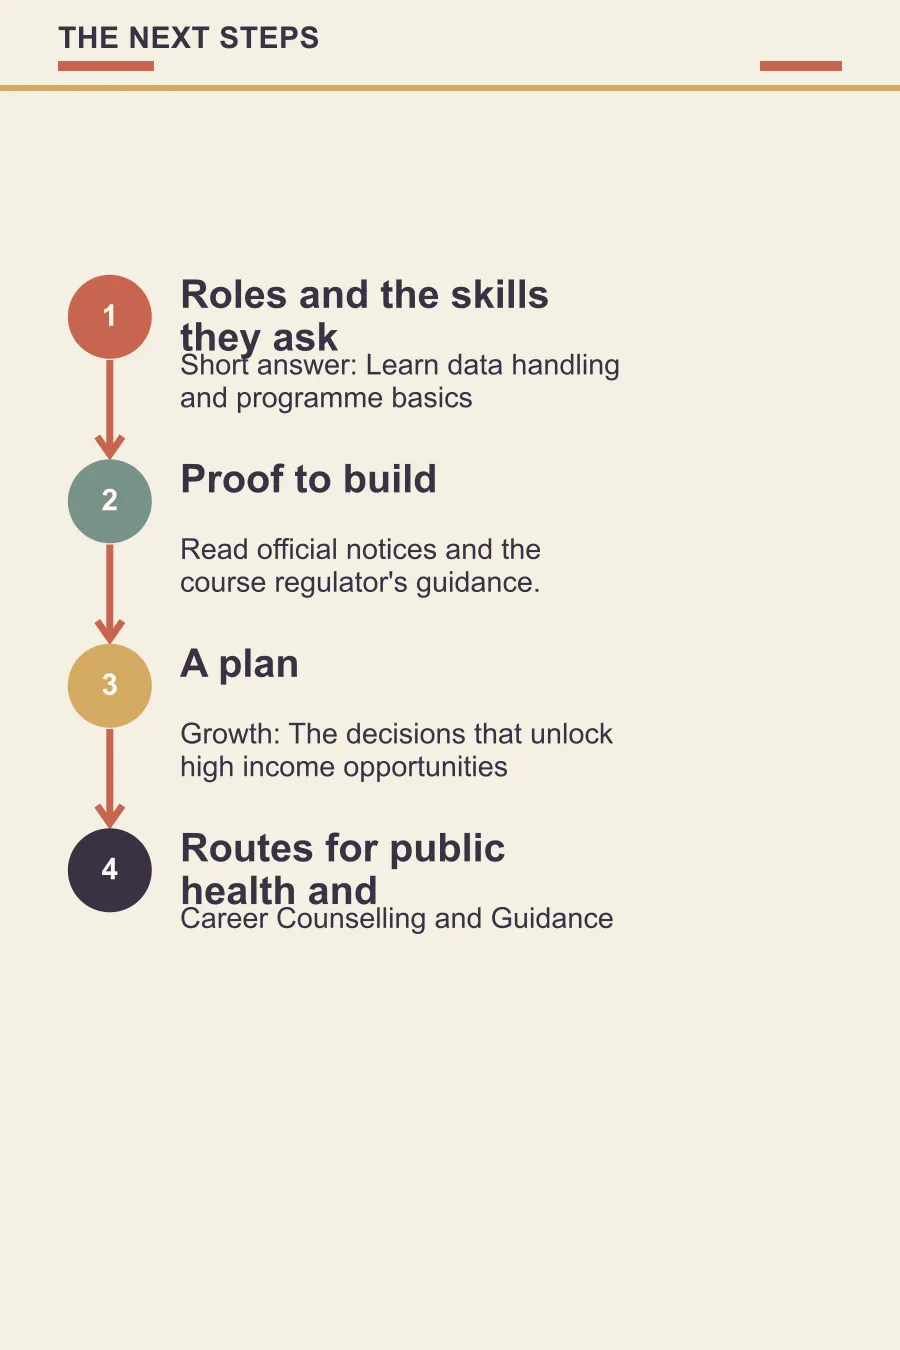 THE NEXT STEPS
1
Roles and the skills
they ask
Short answer: Learn data handling
and programme basics
2
Proof to build
Read official notices and the
course regulator's guidance.
3
A plan
Growth: The decisions that unlock
high income opportunities
4
Routes for public
health and
Career Counselling and Guidance